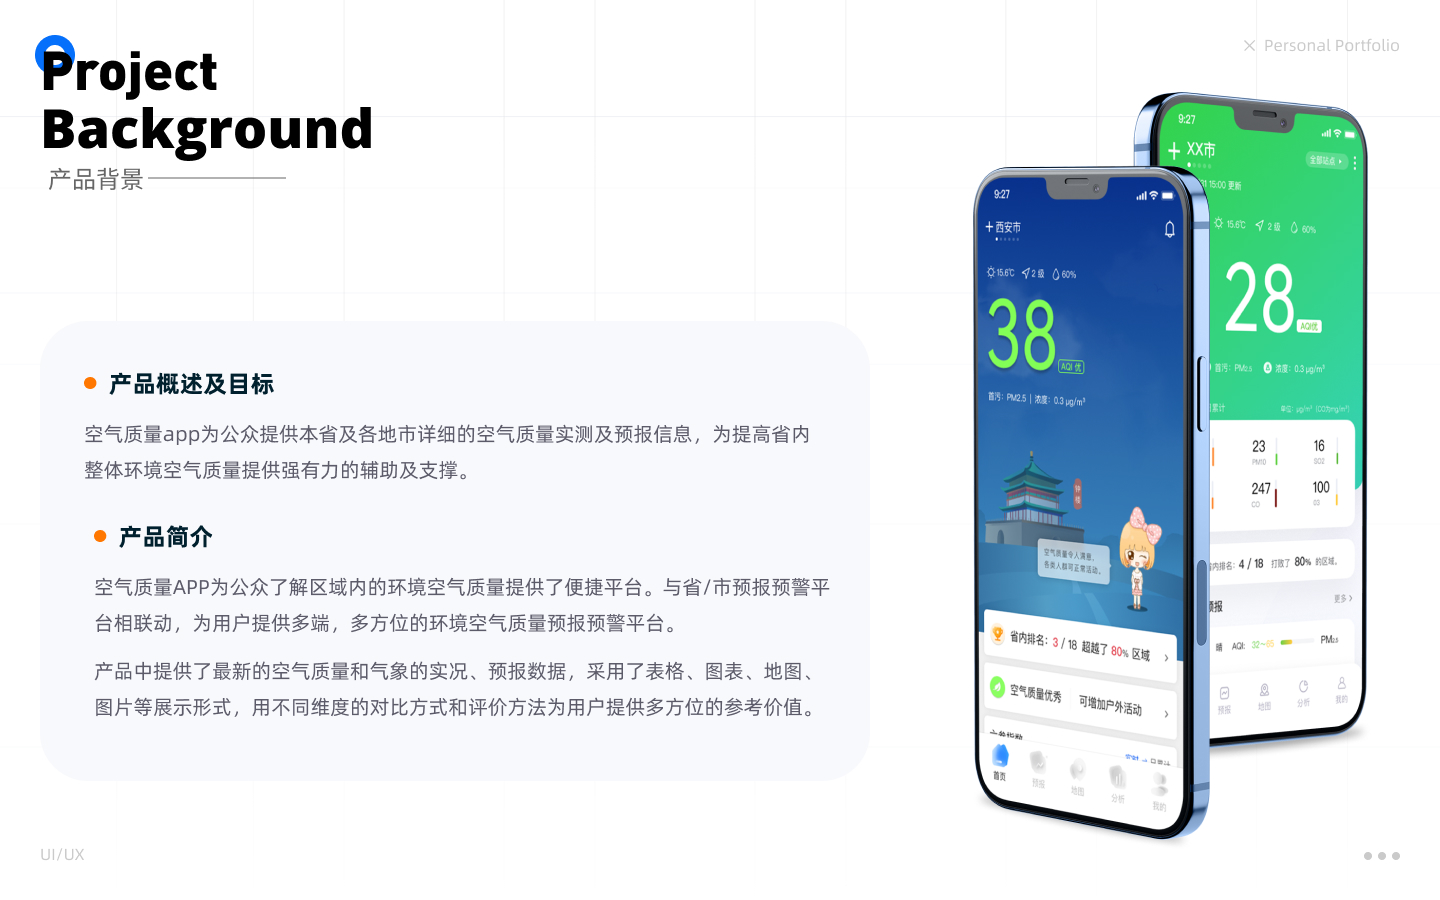 Project
Background
产品背景
Personal Portfolio
产品概述及目标
空气质量app为公众提供本省及各地市详细的空气质量实测及预报信息，为提高省内
整体环境空气质量提供强有力的辅助及支撑。
产品简介
空气质量APP为公众了解区域内的环境空气质量提供了便捷平台。与省/市预报预警平
台相联动，为用户提供多端，多方位的环境空气质量预报预警平台。
产品中提供了最新的空气质量和气象的实况、预报数据，采用了表格、图表、地图、
图片等展示形式，用不同维度的对比方式和评价方法为用户提供多方位的参考价值。
9:27
西安市
15.6℃ 2 级 60%
38
AQI 优
首污：PM2.5 | 浓度：0.3 μg/m³
钟楼
空气质量令人满意，
各类人群可正常活动。
省内排名：3 / 18 超越了 80% 区域
空气质量优秀 可增加户外活动
首页 预报 地图 分析 我的
9:27
XX市
全部站点
15:00 更新
15.6℃ 2 级 60%
28
AQI优
首污：PM2.5 浓度：0.3 μg/m³
累计
23 16
PM10 SO2
247 100
CO O3
内排名：4 / 18 打败了 80% 的区域。
预报 更多
晴 AQI: 32~65 PM2.5
预报 地图 分析 我的
UI/UX